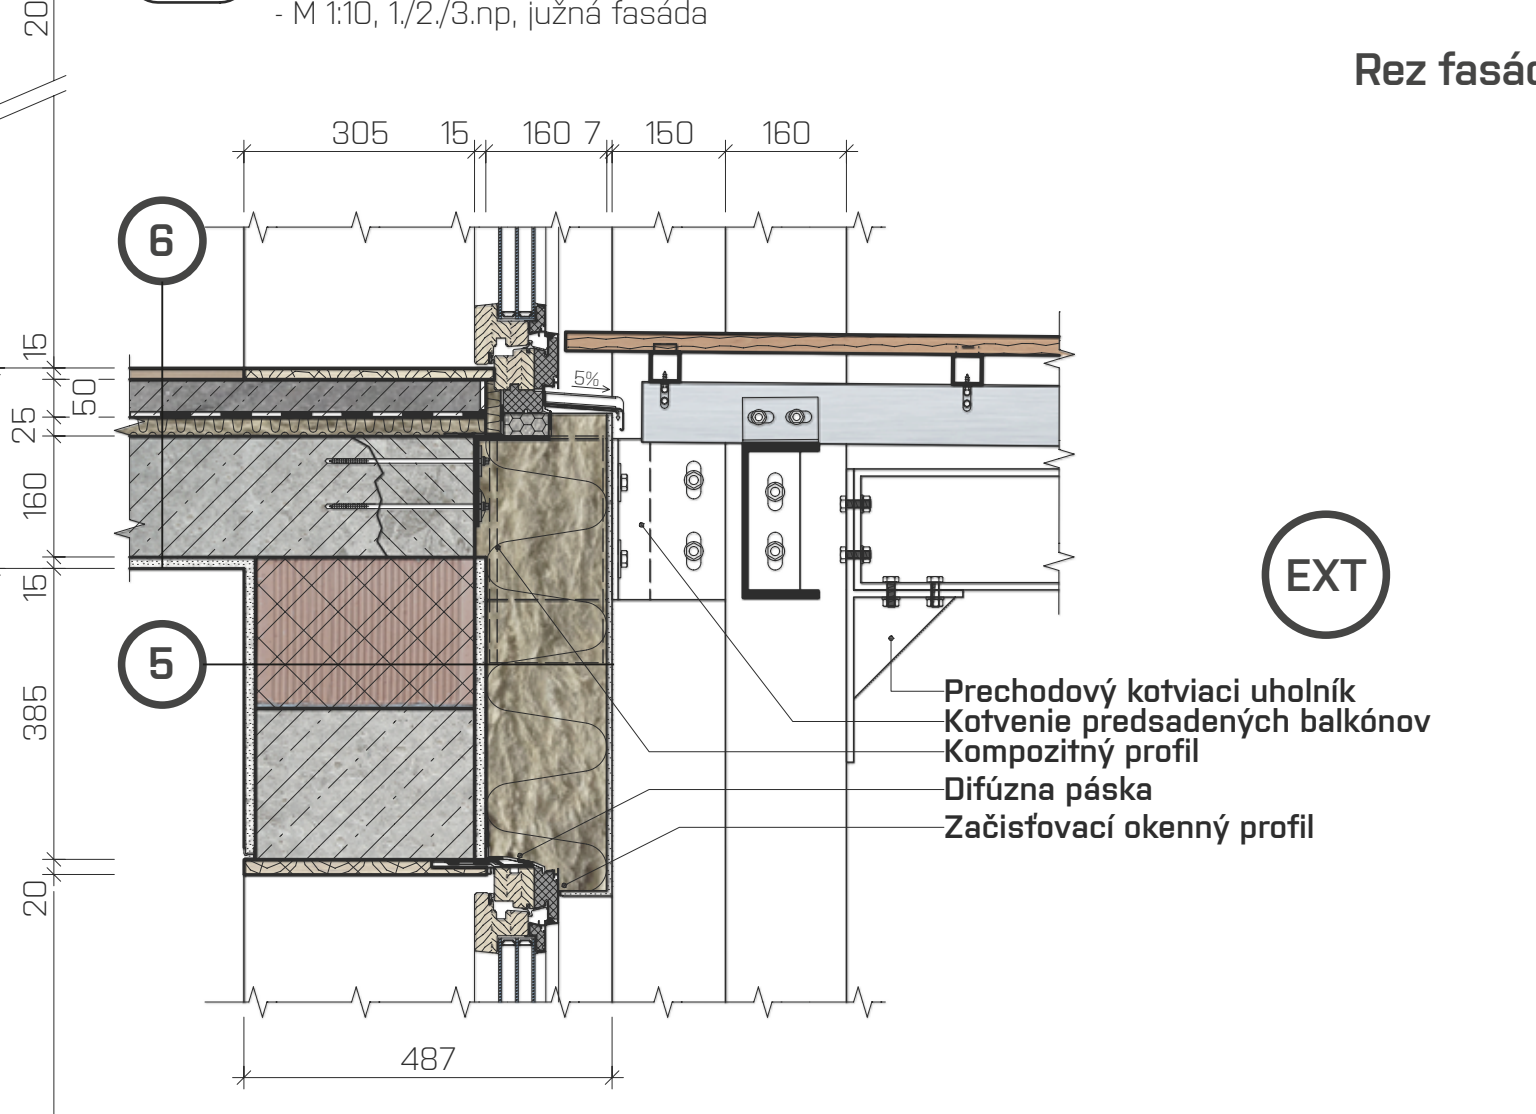 - M 1:10, 1./2./3.np, južná fasáda
20
305 15 160 7 150 160
6
15
50
25
160
15
385
20
5%
5
EXT
Prechodový kotviaci uholník
Kotvenie predsadených balkónov
Kompozitný profil
Difúzna páska
Začisťovací okenný profil
487
Rez